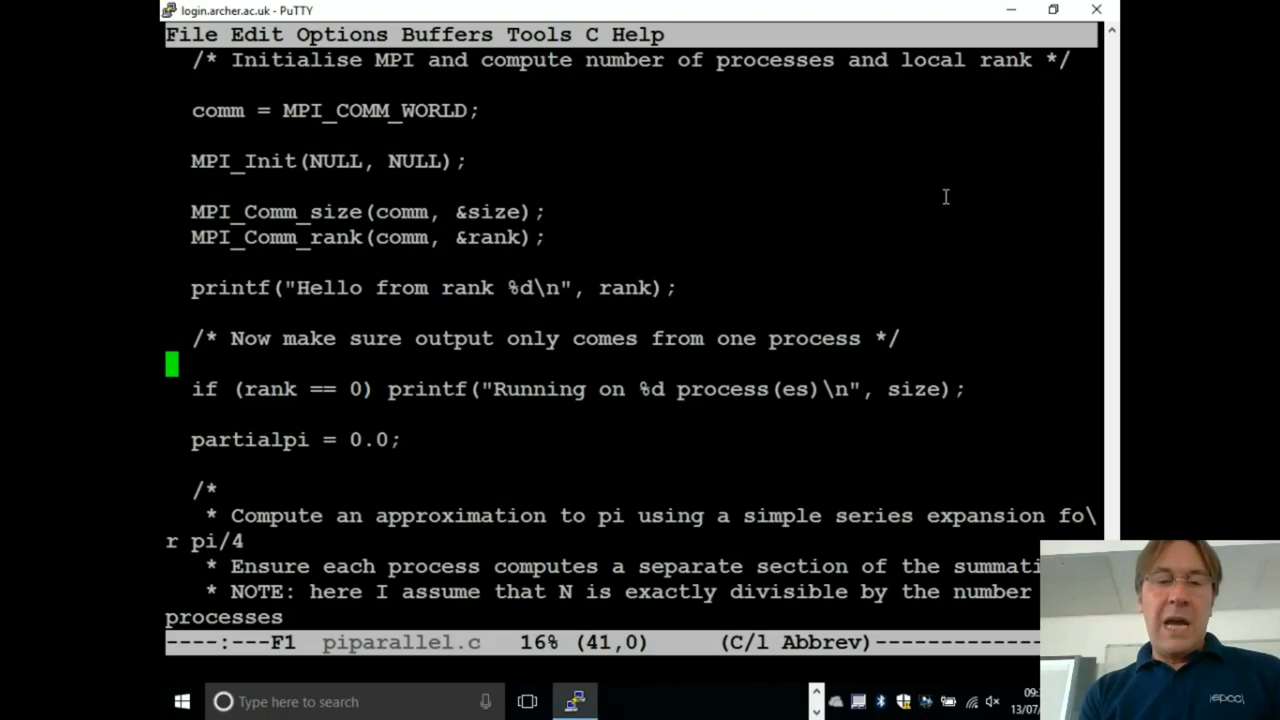 login.archer.ac.uk - PuTTY
File Edit Options Buffers Tools C Help
/* Initialise MPI and compute number of processes and local rank */
comm = MPI_COMM_WORLD;
MPI_Init(NULL, NULL);
MPI_Comm_size(comm, &size);
MPI_Comm_rank(comm, &rank);
printf("Hello from rank %d\n", rank);
/* Now make sure output only comes from one process */
if (rank == 0) printf("Running on %d process(es)\n", size);
partialpi = 0.0;
/*
* Compute an approximation to pi using a simple series expansion fo\
r pi/4
* Ensure each process computes a separate section of the summati
* NOTE: here I assume that N is exactly divisible by the number
processes
----:---F1 piparallel.c 16% (41,0) (C/l Abbrev)--------------
Type here to search
09:
13/07/
epcc